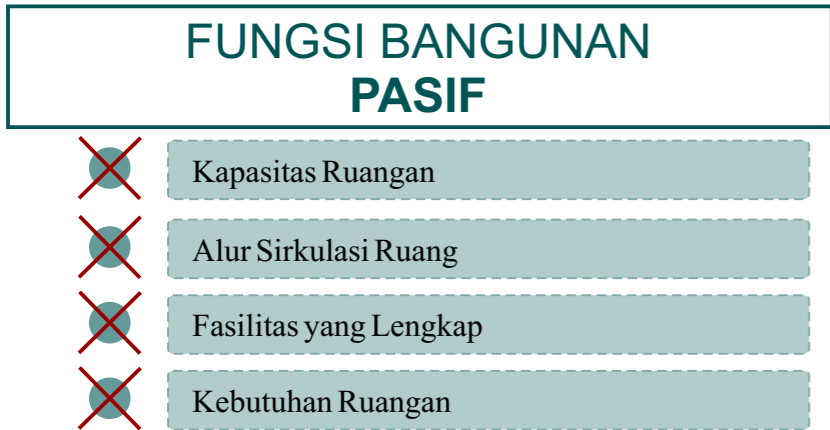 FUNGSI BANGUNAN
PASIF
Kapasitas Ruangan
Alur Sirkulasi Ruang
Fasilitas yang Lengkap
Kebutuhan Ruangan